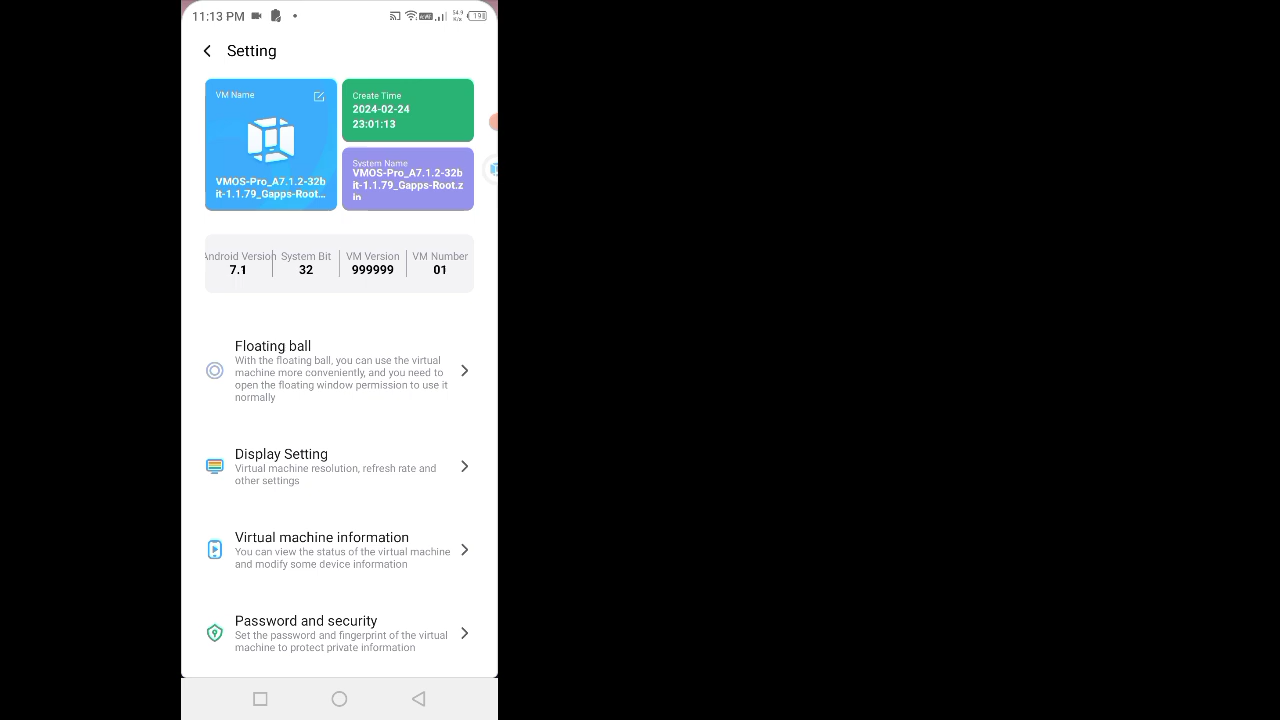 11:13 PM
54.9
K/s
19
Setting
VM Name
VMOS-Pro_A7.1.2-32b
it-1.1.79_Gapps-Root...
Create Time
2024-02-24
23:01:13
System Name
VMOS-Pro_A7.1.2-32b
it-1.1.79_Gapps-Root.z
ip
Android Version System Bit VM Version VM Number
7.1 32 999999 01
Floating ball
With the floating ball, you can use the virtual
machine more conveniently, and you need to
open the floating window permission to use it
normally
Display Setting
Virtual machine resolution, refresh rate and
other settings
Virtual machine information
You can view the status of the virtual machine
and modify some device information
Password and security
Set the password and fingerprint of the virtual
machine to protect private information